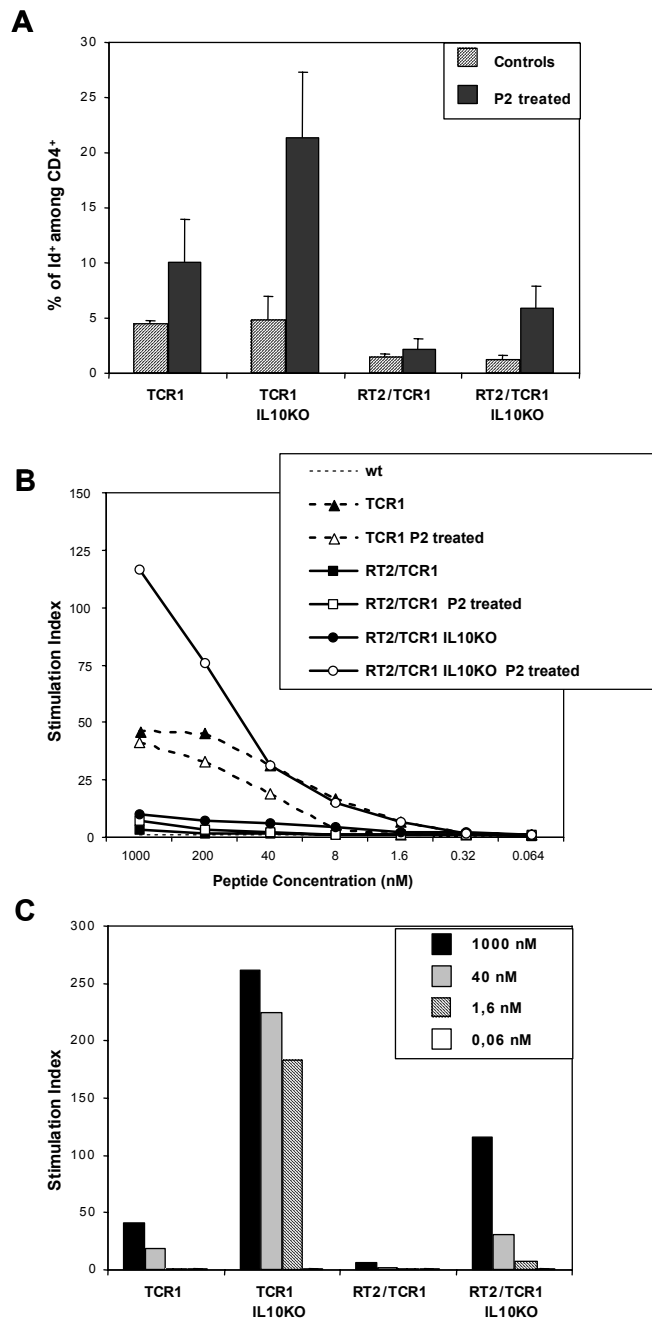 A
% of Id+ among CD4+
30
25
20
15
10
5
0
Controls
P2 treated
TCR1
TCR1
IL10KO
RT2/TCR1
RT2/TCR1
IL10KO
B
Stimulation Index
150
125
100
75
50
25
0
wt
TCR1
TCR1 P2 treated
RT2/TCR1
RT2/TCR1 P2 treated
RT2/TCR1 IL10KO
RT2/TCR1 IL10KO P2 treated
1000
200
40
8
1.6
0.32
0.064
Peptide Concentration (nM)
C
Stimulation Index
300
250
200
150
100
50
0
1000 nM
40 nM
1,6 nM
0,06 nM
TCR1
TCR1
IL10KO
RT2/TCR1
RT2/TCR1
IL10KO